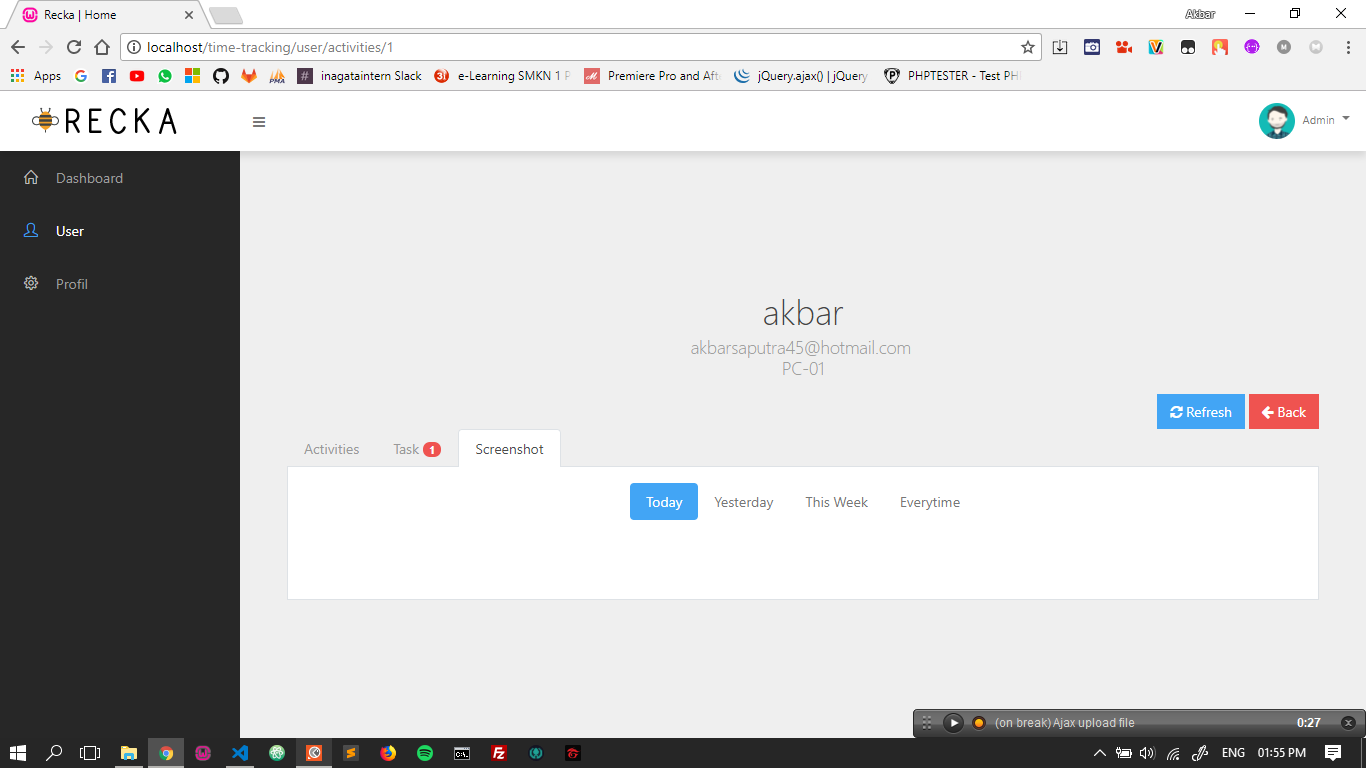 Recka | Home
Akbar
localhost/time-tracking/user/activities/1
Apps
PMA
inagataintern Slack
e-Learning SMKN 1 P
Premiere Pro and Aft
jQuery.ajax() | jQuery
PHPTESTER - Test PH
RECKA
Admin
Dashboard
User
Profil
akbar
akbarsaputra45@hotmail.com
PC-01
Refresh
Back
Activities
Task 1
Screenshot
Today
Yesterday
This Week
Everytime
(on break) Ajax upload file
0:27
ENG
01:55 PM